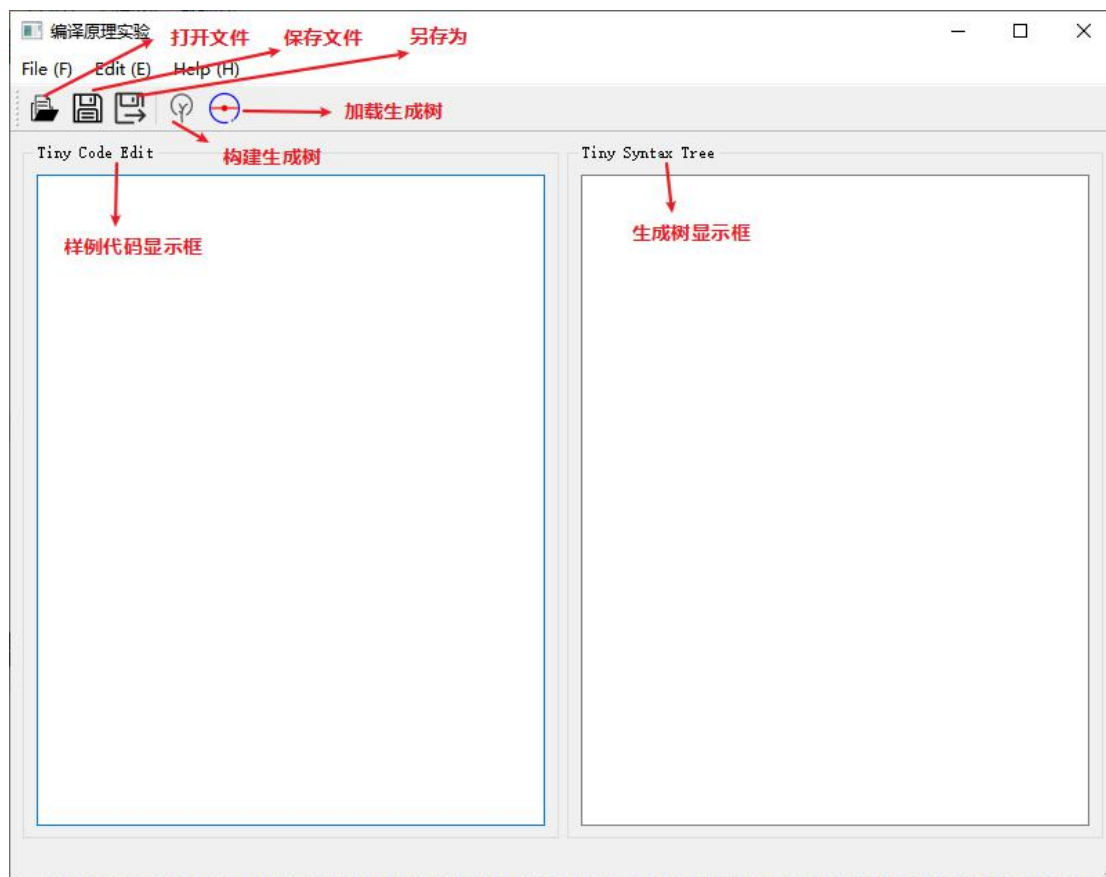 编译原理实验
打开文件
保存文件
另存为
File (F) Edit (E) Help (H)
加载生成树
构建生成树
Tiny Code Edit
Tiny Syntax Tree
样例代码显示框
生成树显示框